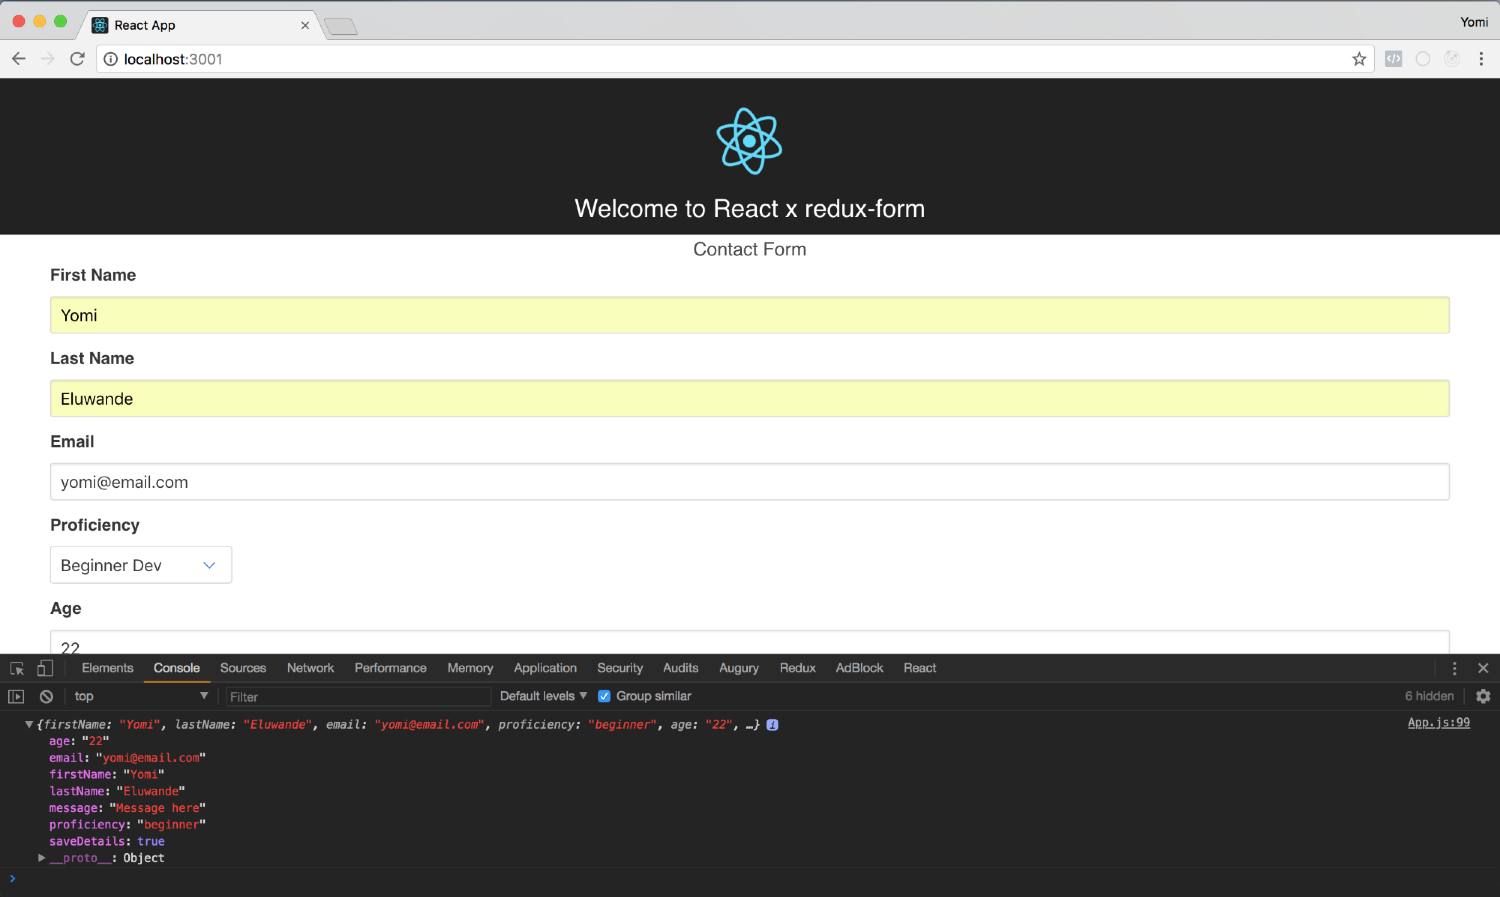 React App
Yomi
localhost:3001
Welcome to React x redux-form
Contact Form
First Name
Yomi
Last Name
Eluwande
Email
yomi@email.com
Proficiency
Beginner Dev
Age
22
Elements Console Sources Network Performance Memory Application Security Audits Augury Redux AdBlock React
top Filter Default levels Group similar 6 hidden
{firstName: "Yomi", lastName: "Eluwande", email: "yomi@email.com", proficiency: "beginner", age: "22", …} i App.js:99
age: "22"
email: "yomi@email.com"
firstName: "Yomi"
lastName: "Eluwande"
message: "Message here"
proficiency: "beginner"
saveDetails: true
__proto__: Object